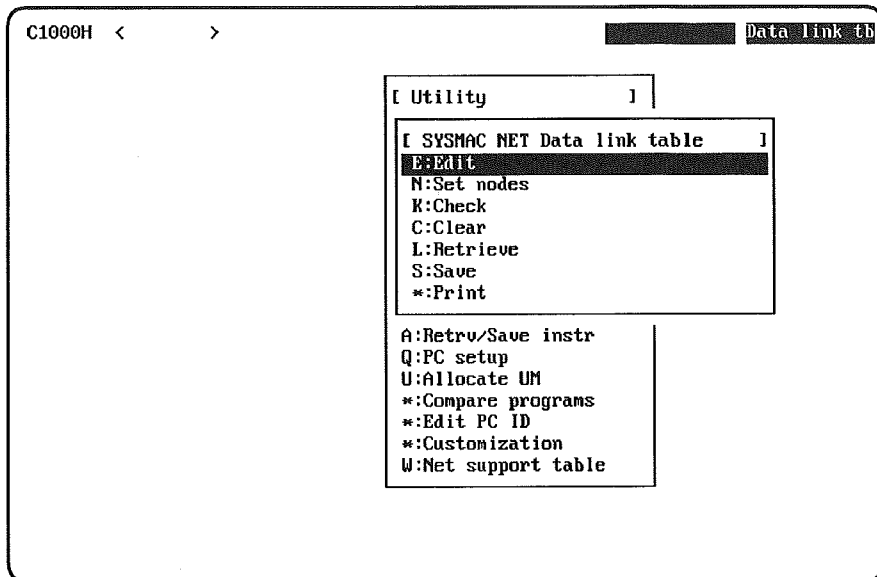 C1000H < >
Data link tb
[ Utility ]
[ SYSMAC NET Data link table ]
E:Edit
N:Set nodes
K:Check
C:Clear
L:Retrieve
S:Save
*:Print
A:Retrv/Save instr
Q:PC setup
U:Allocate UM
*:Compare programs
*:Edit PC ID
*:Customization
W:Net support table